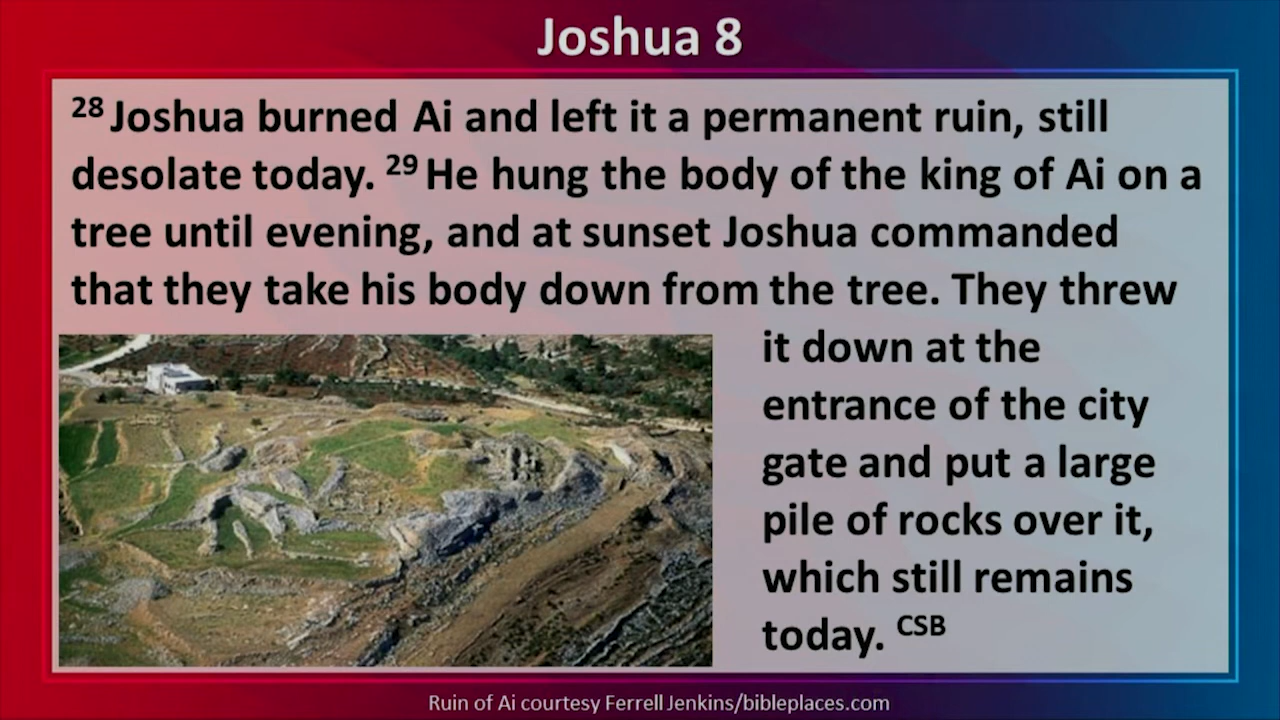 Joshua 8
28 Joshua burned Ai and left it a permanent ruin, still
desolate today. 29 He hung the body of the king of Ai on a
tree until evening, and at sunset Joshua commanded
that they take his body down from the tree. They threw
it down at the
entrance of the city
gate and put a large
pile of rocks over it,
which still remains
today. CSB
Ruin of Ai courtesy Ferrell Jenkins/bibleplaces.com